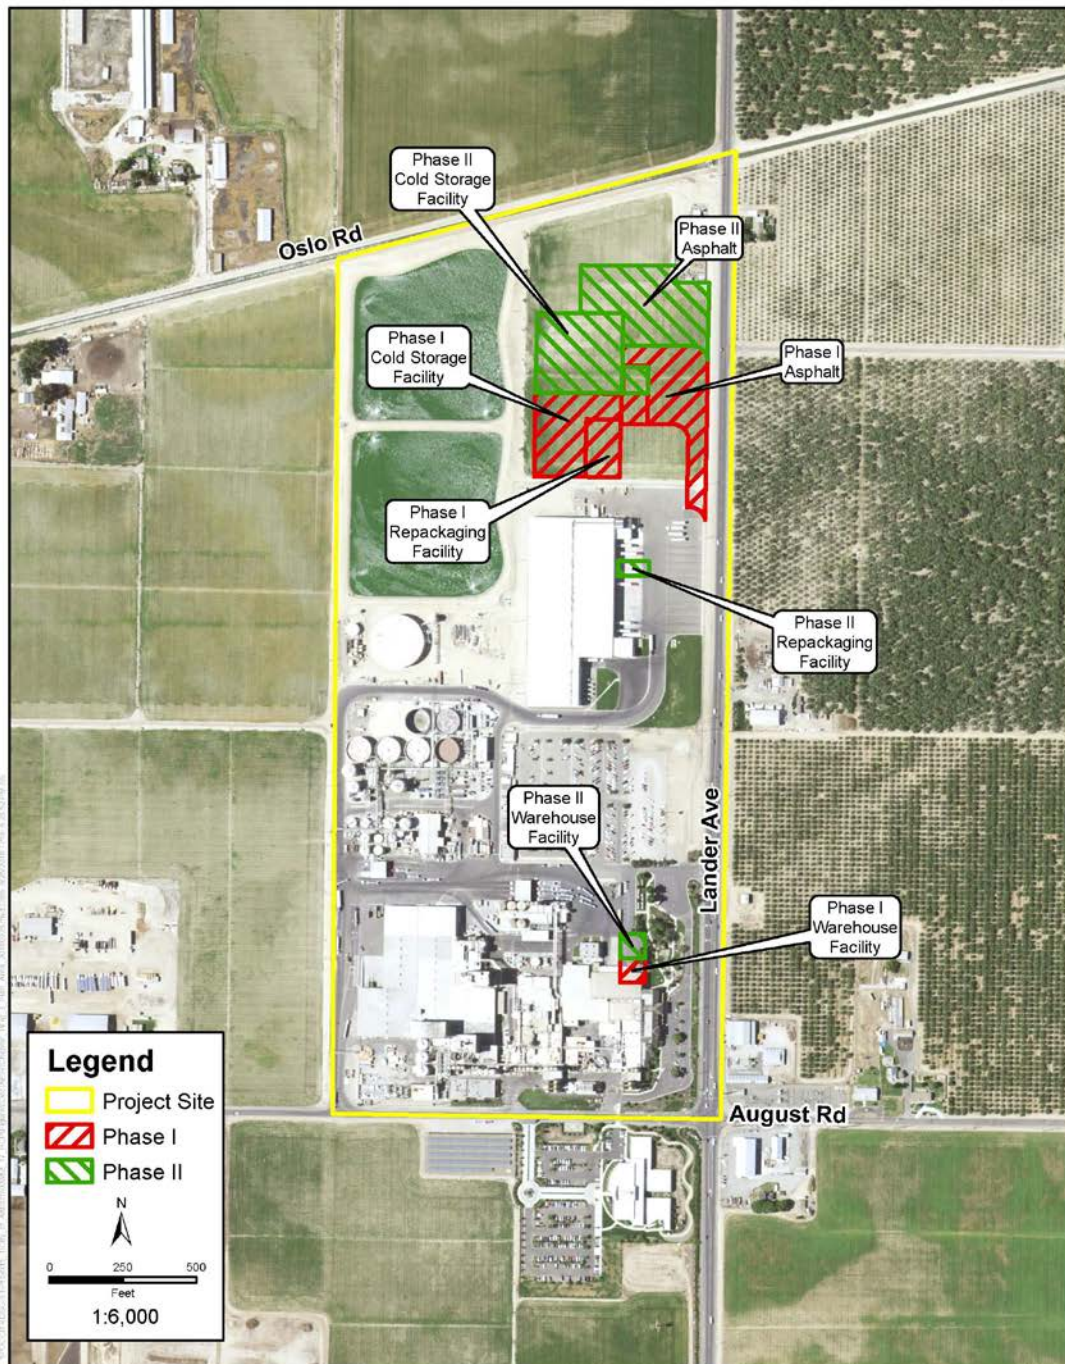 Phase II
Cold Storage
Facility
Oslo Rd
Phase II
Asphalt
Phase I
Cold Storage
Facility
Phase I
Asphalt
Phase I
Repackaging
Facility
Phase II
Repackaging
Facility
Phase II
Warehouse
Facility
Lander Ave
Phase I
Warehouse
Facility
August Rd
Legend
Project Site
Phase I
Phase II
N
0 250 500
Feet
1:6,000